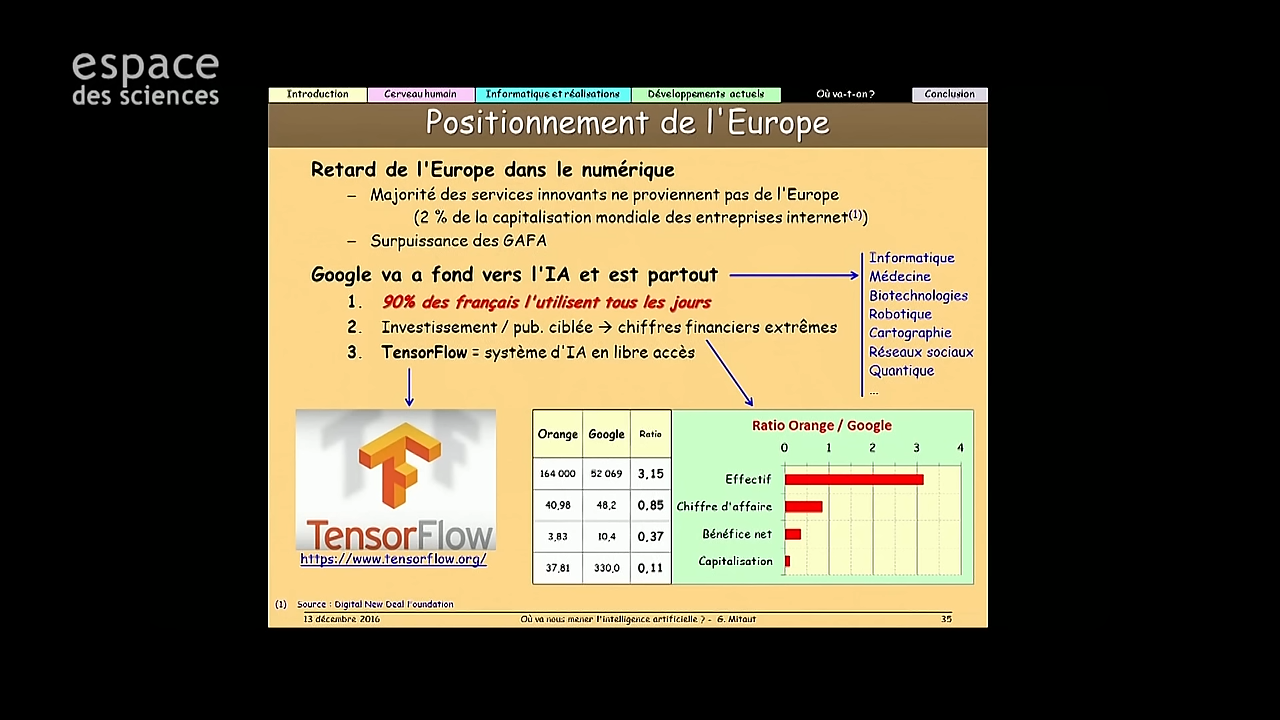 espace
des sciences
Introduction
Cerveau humain
Informatique et réalisations
Développements actuels
Où va-t-on ?
Conclusion
Positionnement de l'Europe
Retard de l'Europe dans le numérique
– Majorité des services innovants ne proviennent pas de l'Europe
(2 % de la capitalisation mondiale des entreprises internet(1))
– Surpuissance des GAFA
Google va a fond vers l'IA et est partout
1. 90% des français l'utilisent tous les jours
2. Investissement / pub. ciblée → chiffres financiers extrêmes
3. TensorFlow = système d'IA en libre accès
Informatique
Médecine
Biotechnologies
Robotique
Cartographie
Réseaux sociaux
Quantique
...
TensorFlow
https://www.tensorflow.org/
Orange Google Ratio
164 000 52 069 3,15
40,98 48,2 0,85
3,83 10,4 0,37
37,81 330,0 0,11
Ratio Orange / Google
0 1 2 3 4
Effectif
Chiffre d'affaire
Bénéfice net
Capitalisation
(1) Source : Digital New Deal Foundation
13 décembre 2016
Où va nous mener l'intelligence artificielle ? - G. Mitaut
35